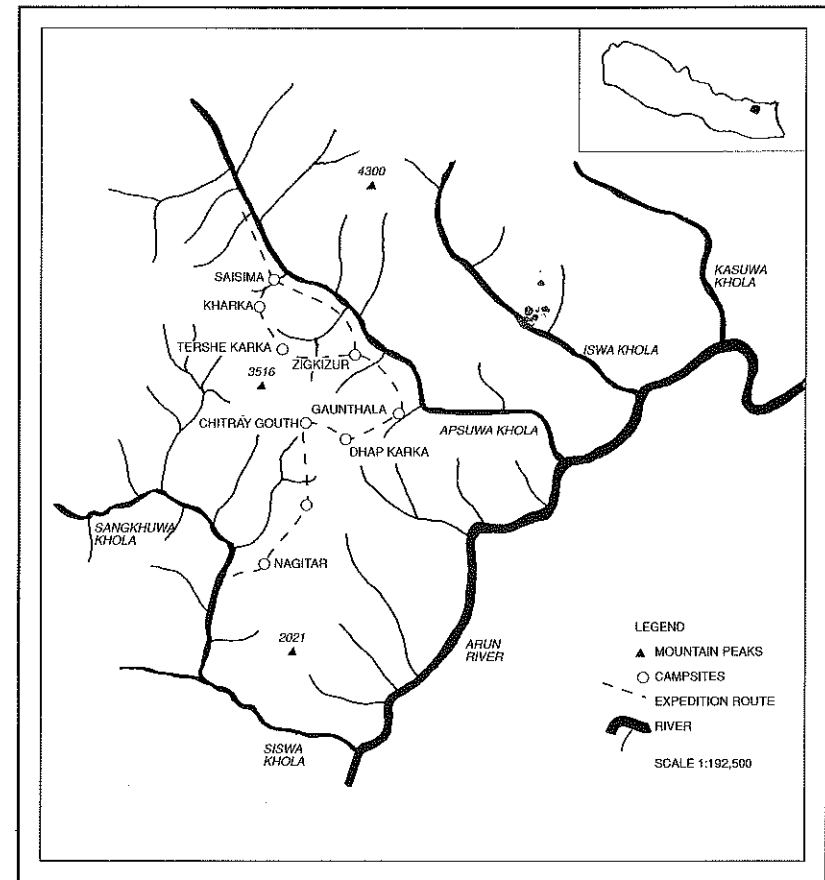 4300
KASUWA
KHOLA
SAISIMA
KHARKA
ISWA KHOLA
TERSHE KARKA
ZIGKIZUR
3516
GAUNTHALA
CHITRAY GOUTH
APSUWA KHOLA
DHAP KARKA
SANGKHUWA
KHOLA
NAGITAR
2021
ARUN
RIVER
SISWA
KHOLA
LEGEND
MOUNTAIN PEAKS
CAMPSITES
EXPEDITION ROUTE
RIVER
SCALE 1:192,500